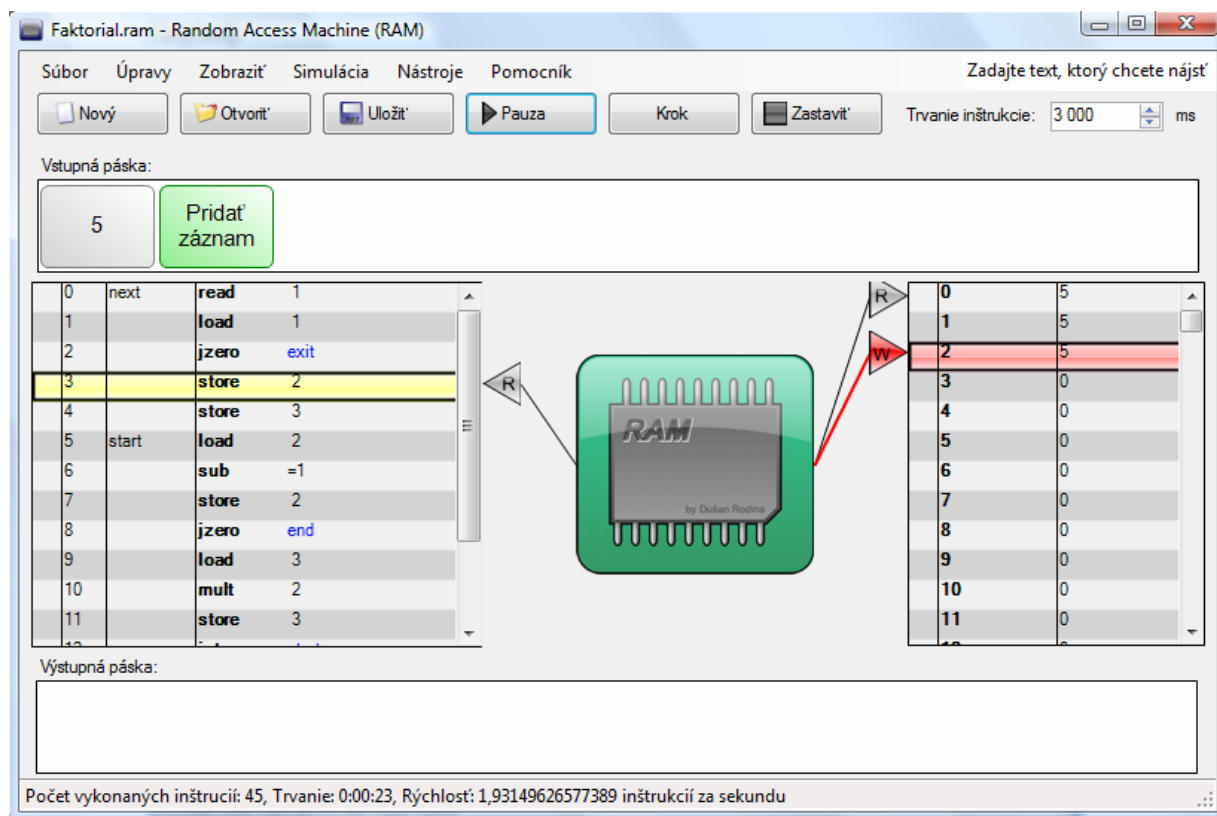 Faktorial.ram - Random Access Machine (RAM)
Súbor Úpravy Zobraziť Simulácia Nástroje Pomocník Zadajte text, ktorý chcete nájsť
Nový Otvoriť Uložiť Pauza Krok Zastaviť Trvanie inštrukcie: 3 000 ms
Vstupná páska:
5 Pridať
záznam
0 next read 1
1 load 1
2 jzero exit
3 store 2
4 store 3
5 start load 2
6 sub =1
7 store 2
8 jzero end
9 load 3
10 mult 2
11 store 3
R
RAM
by Dušan Rodina
R
W
0 5
1 5
2 5
3 0
4 0
5 0
6 0
7 0
8 0
9 0
10 0
11 0
Výstupná páska:
Počet vykonaných inštrucií: 45, Trvanie: 0:00:23, Rýchlosť: 1,93149626577389 inštrukcií za sekundu